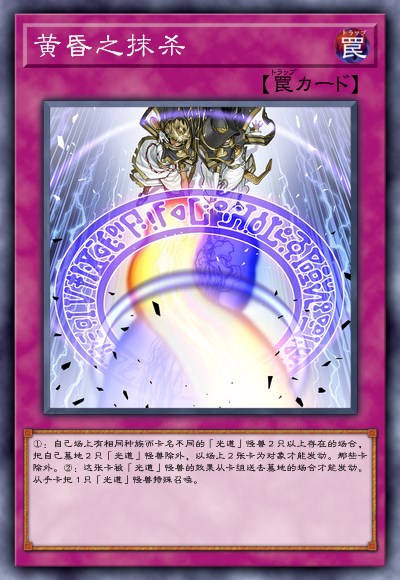 黄昏之抹杀
トラップ
罠
【罠カード】
トラップ
①：自己场上有相同种族而卡名不同的「光道」怪兽２只以上存在的场合，
把自己墓地２只「光道」怪兽除外，以场上２张卡为对象才能发动。那些卡
除外。②：这张卡被「光道」怪兽的效果从卡组送去墓地的场合才能发动。
从手卡把１只「光道」怪兽特殊召唤。